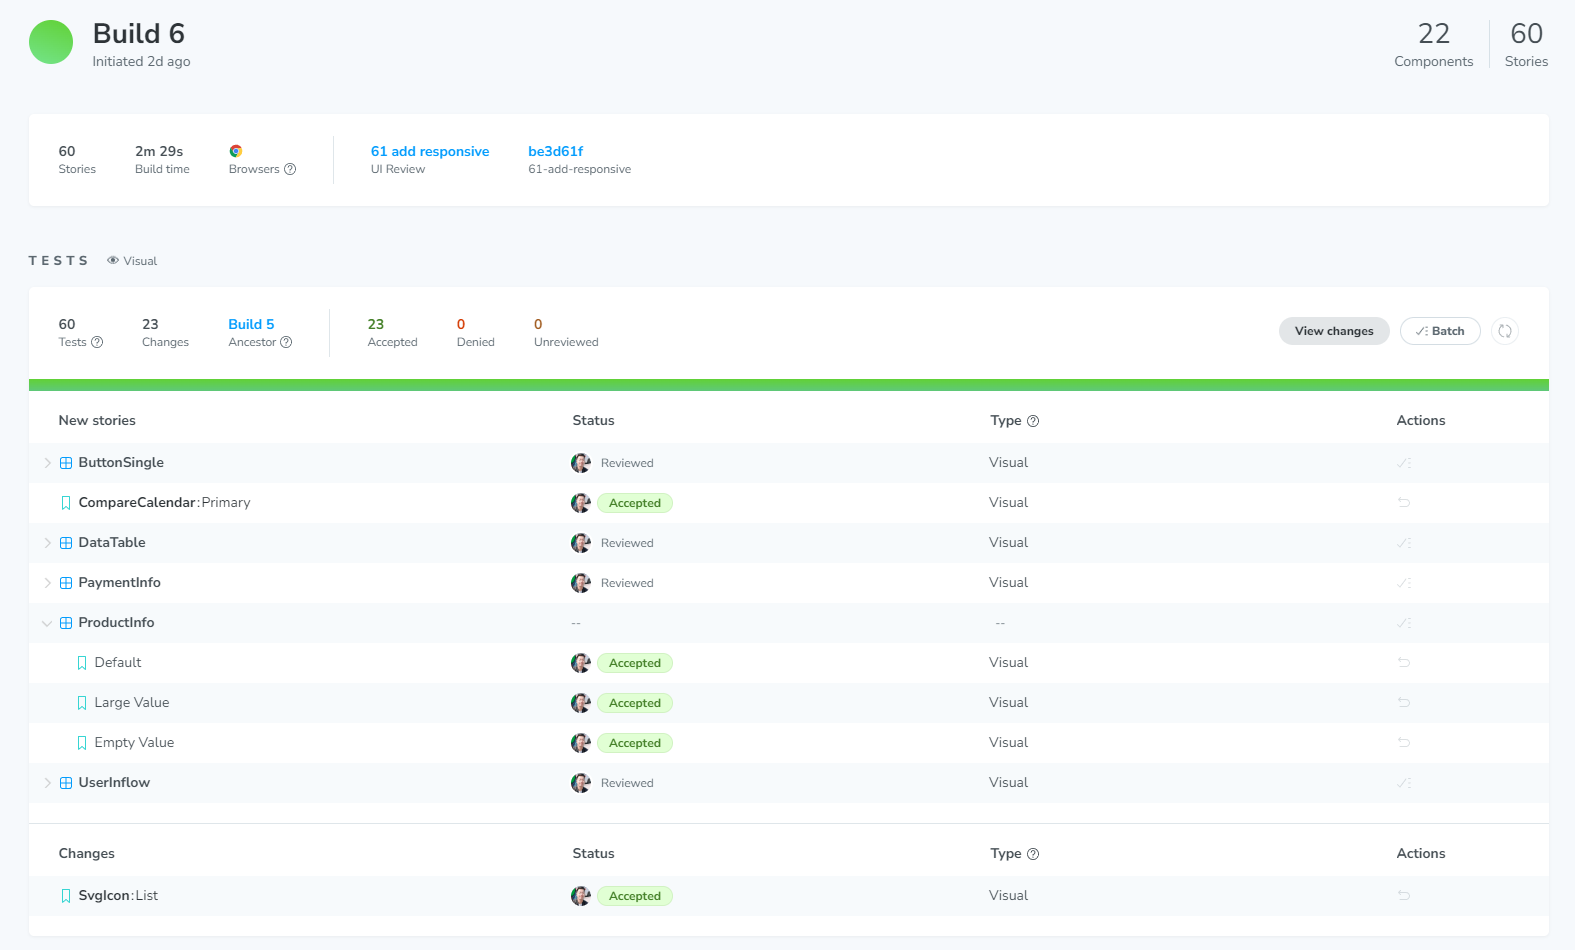 Build 6
Initiated 2d ago
22
Components
60
Stories
60
Stories
2m 29s
Build time
Browsers
61 add responsive
UI Review
be3d61f
61-add-responsive
TESTS
Visual
60
Tests
23
Changes
Build 5
Ancestor
23
Accepted
0
Denied
0
Unreviewed
View changes
Batch
New stories Status Type Actions
ButtonSingle Reviewed Visual
CompareCalendar:Primary Accepted Visual
DataTable Reviewed Visual
PaymentInfo Reviewed Visual
ProductInfo -- --
Default Accepted Visual
Large Value Accepted Visual
Empty Value Accepted Visual
UserInflow Reviewed Visual
Changes Status Type Actions
SvgIcon:List Accepted Visual